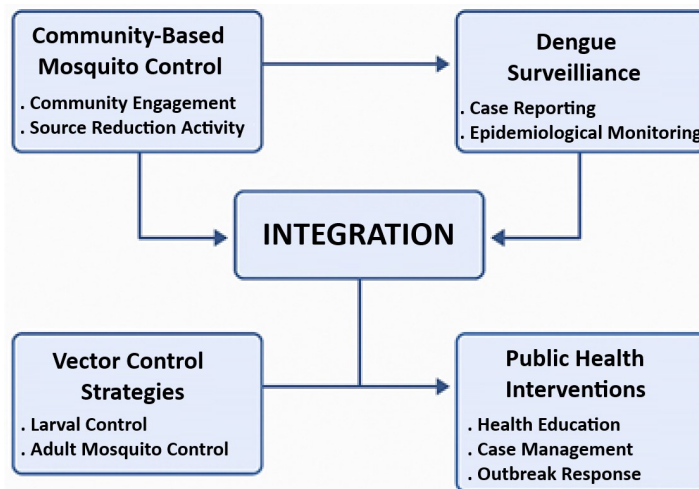 Community-Based
Mosquito Control
. Community Engagement
. Source Reduction Activity
Dengue
Surveilliance
. Case Reporting
. Epidemiological Monitoring
INTEGRATION
Vector Control
Strategies
. Larval Control
. Adult Mosquito Control
Public Health
Interventions
. Health Education
. Case Management
. Outbreak Response